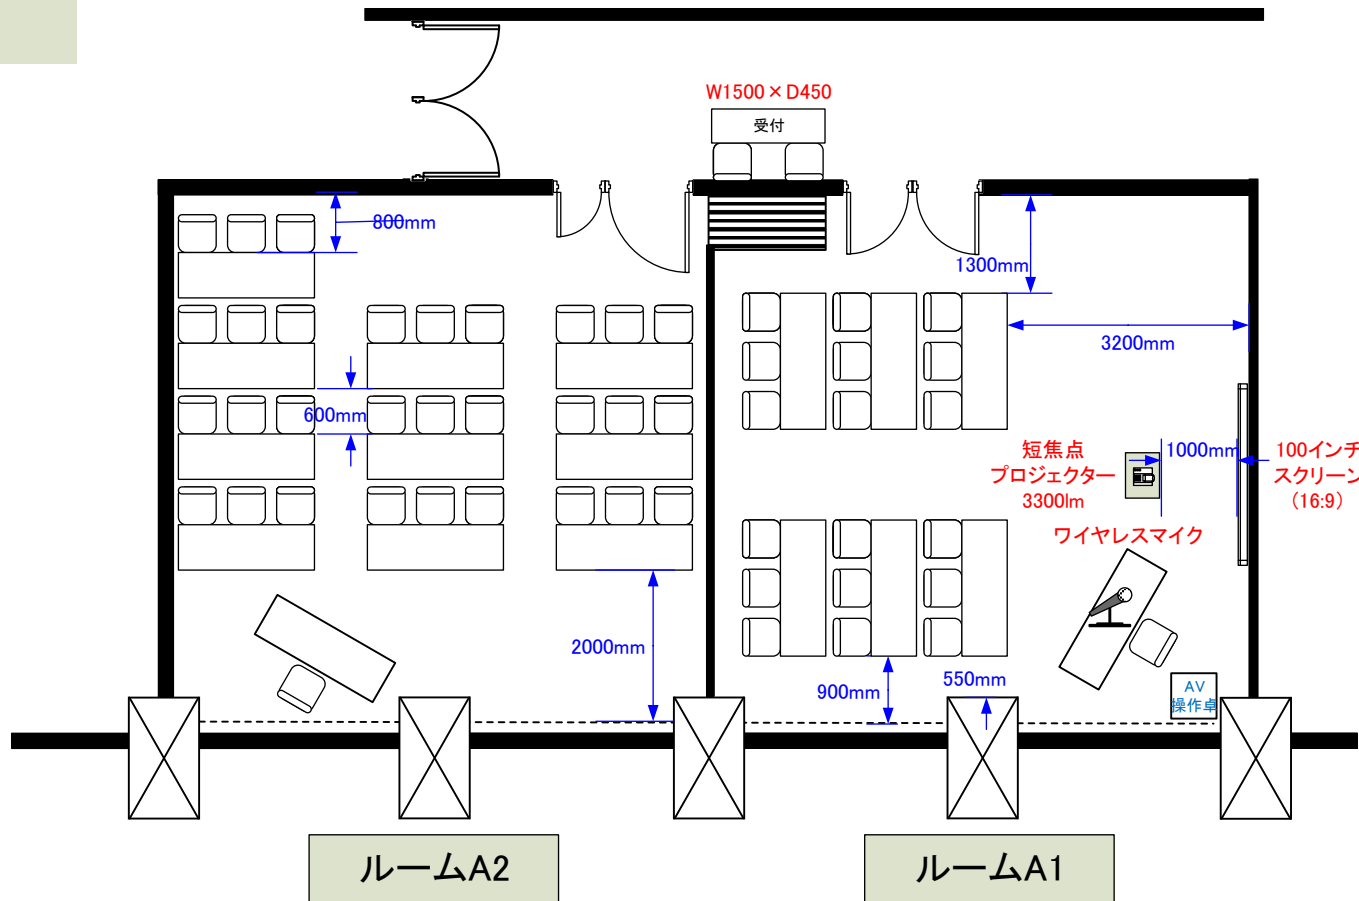 W1500×D450
受付
800mm
1300mm
3200mm
600mm
短焦点
プロジェクター
3300lm
1000mm
100インチ
スクリーン
(16:9)
ワイヤレスマイク
2000mm
900mm
550mm
AV
操作卓
ルームA2
ルームA1